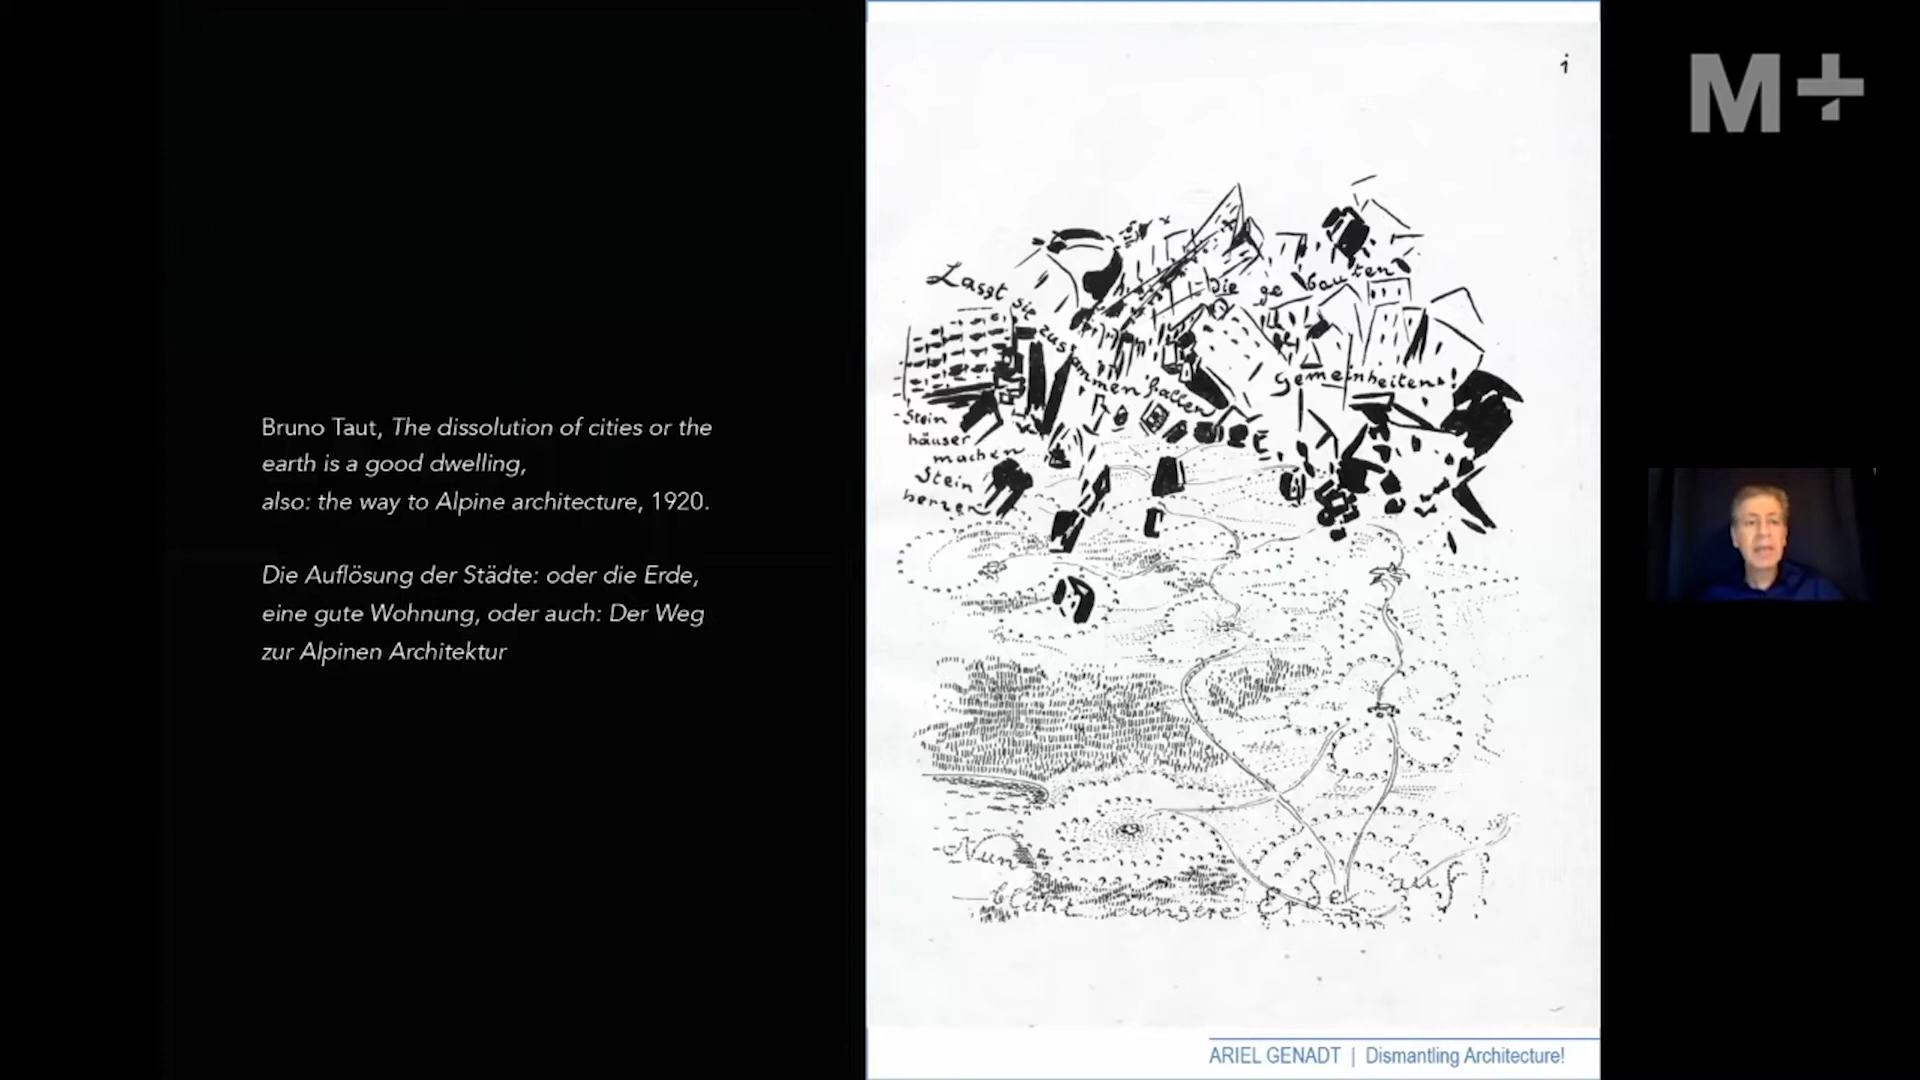 Bruno Taut, The dissolution of cities or the
earth is a good dwelling,
also: the way to Alpine architecture, 1920.
Die Auflösung der Städte: oder die Erde,
eine gute Wohnung, oder auch: Der Weg
zur Alpinen Architektur
1
Lasst sie zusammenfallen
die gebauten
Gemeinheiten!
Stein
häuser
machen
Stein
herzen
Nun
blüht unsere Erde auf
ARIEL GENADT | Dismantling Architecture!
M+